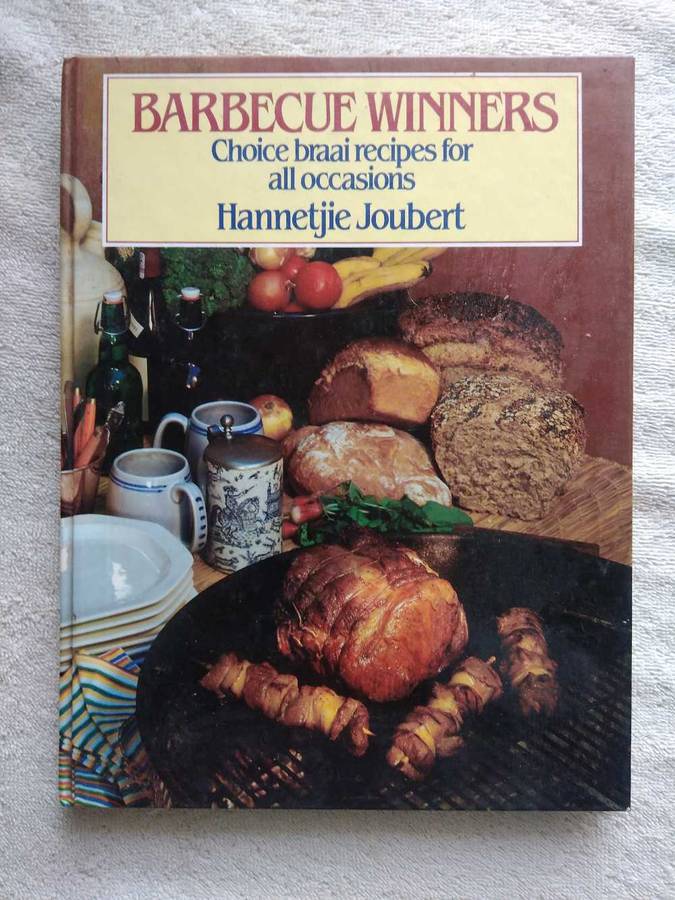 BARBECUE WINNERS
Choice braai recipes for
all occasions
Hannetjie Joubert